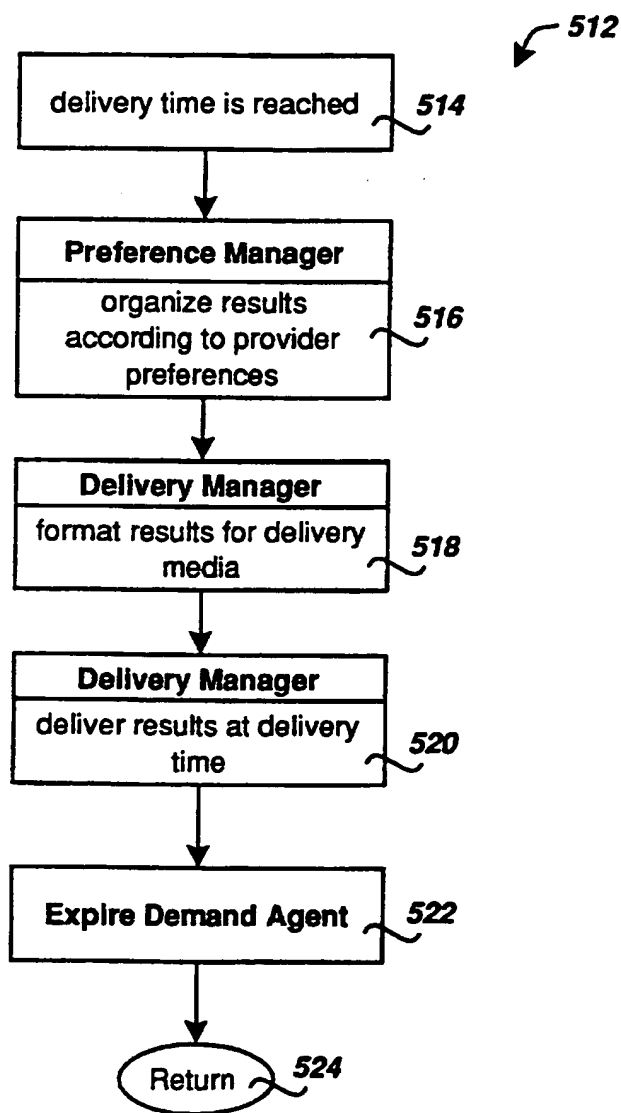 512
delivery time is reached
514
Preference Manager
organize results
according to provider
preferences
516
Delivery Manager
format results for delivery
media
518
Delivery Manager
deliver results at delivery
time
520
Expire Demand Agent
522
Return
524